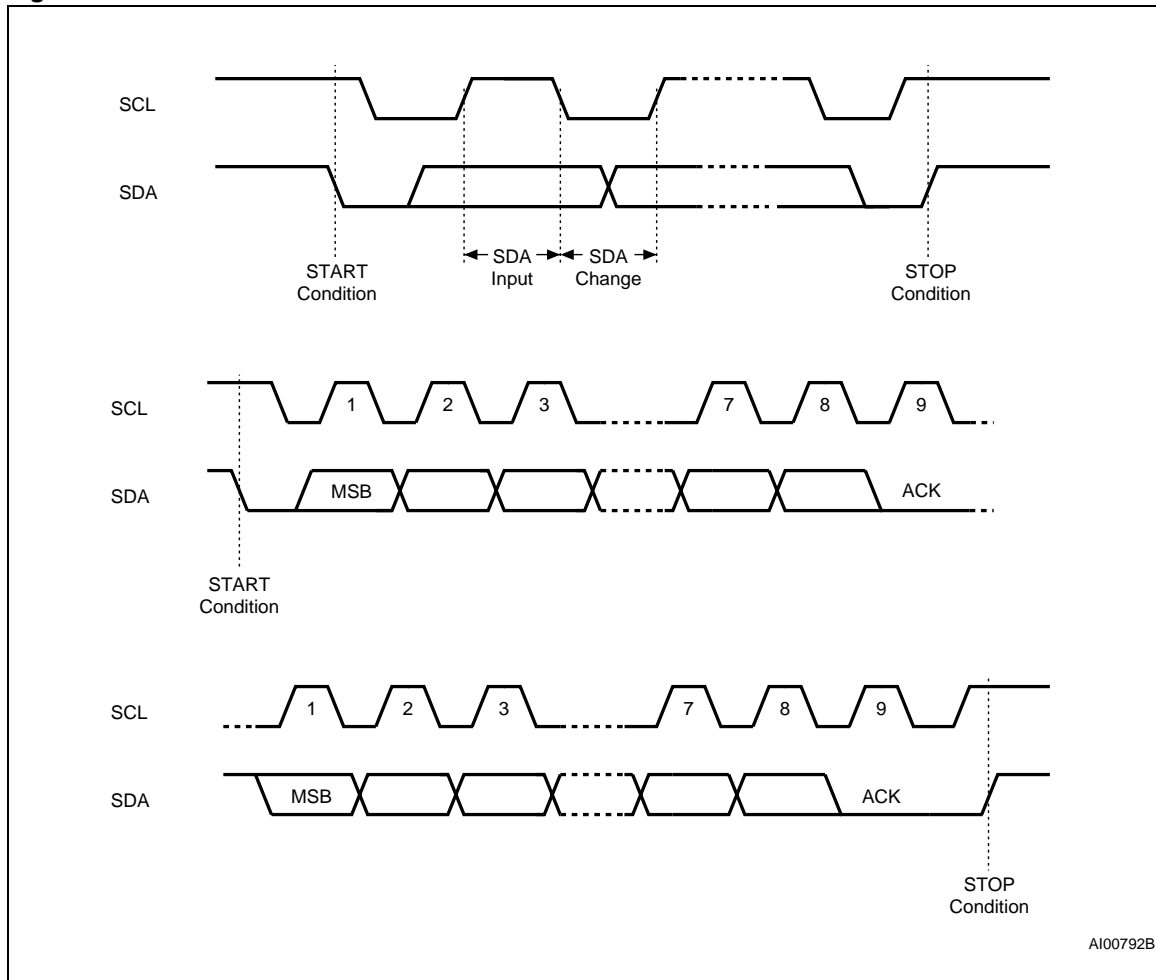 SCL
SDA
START
Condition
SDA
Input
SDA
Change
STOP
Condition
SCL
1 2 3 7 8 9
SDA
MSB
ACK
START
Condition
SCL
1 2 3 7 8 9
SDA
MSB
ACK
STOP
Condition
AI00792B